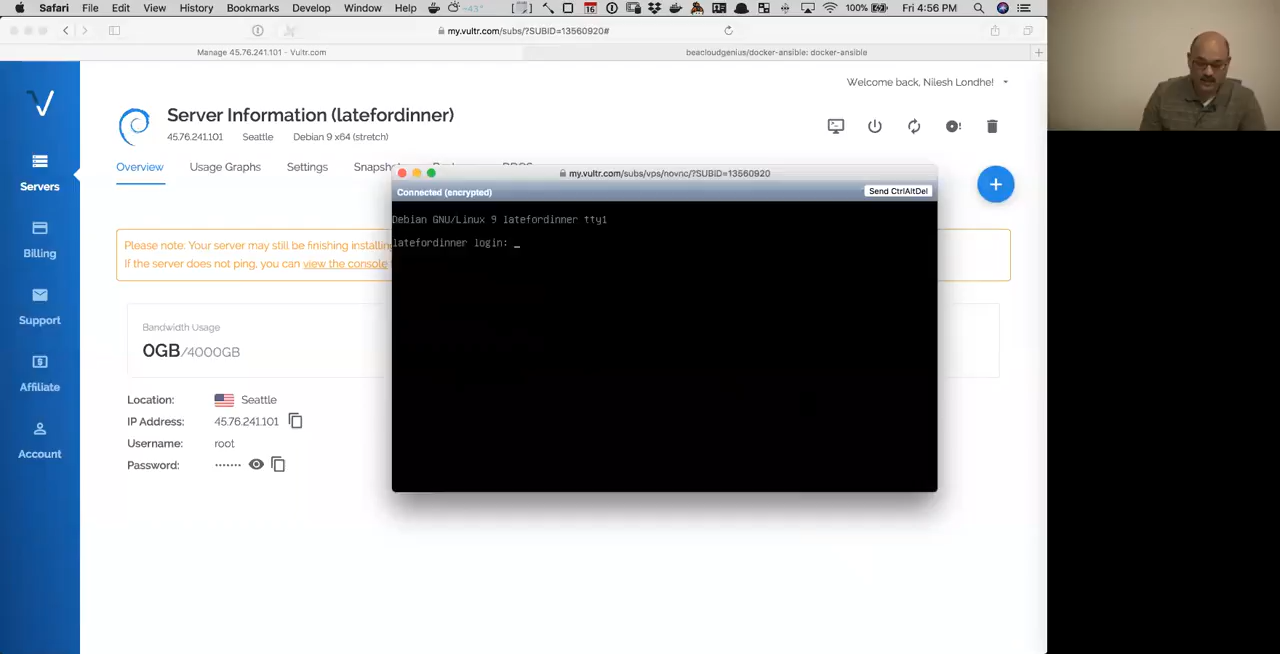 Safari File Edit View History Bookmarks Develop Window Help 100% Fri 4:56 PM
my.vultr.com/subs/?SUBID=13560920#
Manage 45.76.241.101 - Vultr.com
beacloudgenius/docker-ansible: docker-ansible
Welcome back, Nilesh Londhe!
Server Information (latefordinner)
45.76.241.101 Seattle Debian 9 x64 (stretch)
Overview Usage Graphs Settings
Servers
Billing
Support
Affiliate
Account
my.vultr.com/subs/vps/novnc/?SUBID=13560920
Connected (encrypted)
Send CtrlAltDel
Debian GNU/Linux 9 latefordinner tty1
latefordinner login: _
Please note: Your server may still be finishing
If the server does not ping, you can view the console
Bandwidth Usage
0GB/4000GB
Location: Seattle
IP Address: 45.76.241.101
Username: root
Password: •••••••